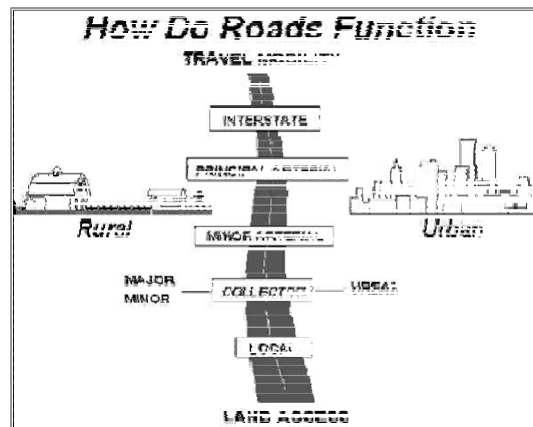 How Do Roads Function
TRAVEL MOBILITY
INTERSTATE
PRINCIPAL ARTERIAL
Rural
Urban
MINOR ARTERIAL
MAJOR
MINOR
COLLECTOR
URBAN
LOCAL
LAND ACCESS